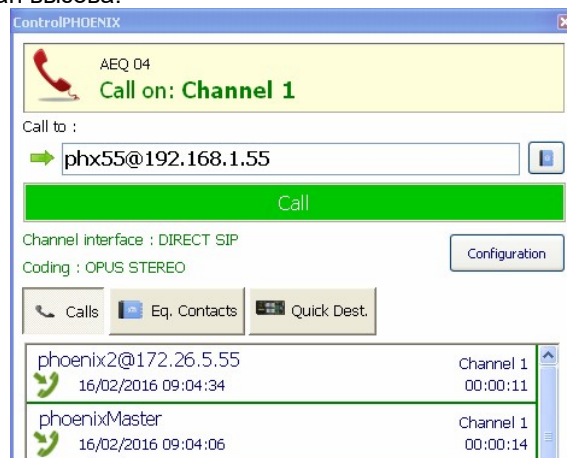 вызова.
ControlPHOENIX
AEQ 04
Call on: Channel 1
Call to :
phx55@192.168.1.55
Call
Channel interface : DIRECT SIP
Coding : OPUS STEREO
Configuration
Calls
Eq. Contacts
Quick Dest.
phoenix2@172.26.5.55
Channel 1
16/02/2016 09:04:34
00:00:11
phoenixMaster
Channel 1
16/02/2016 09:04:06
00:00:14